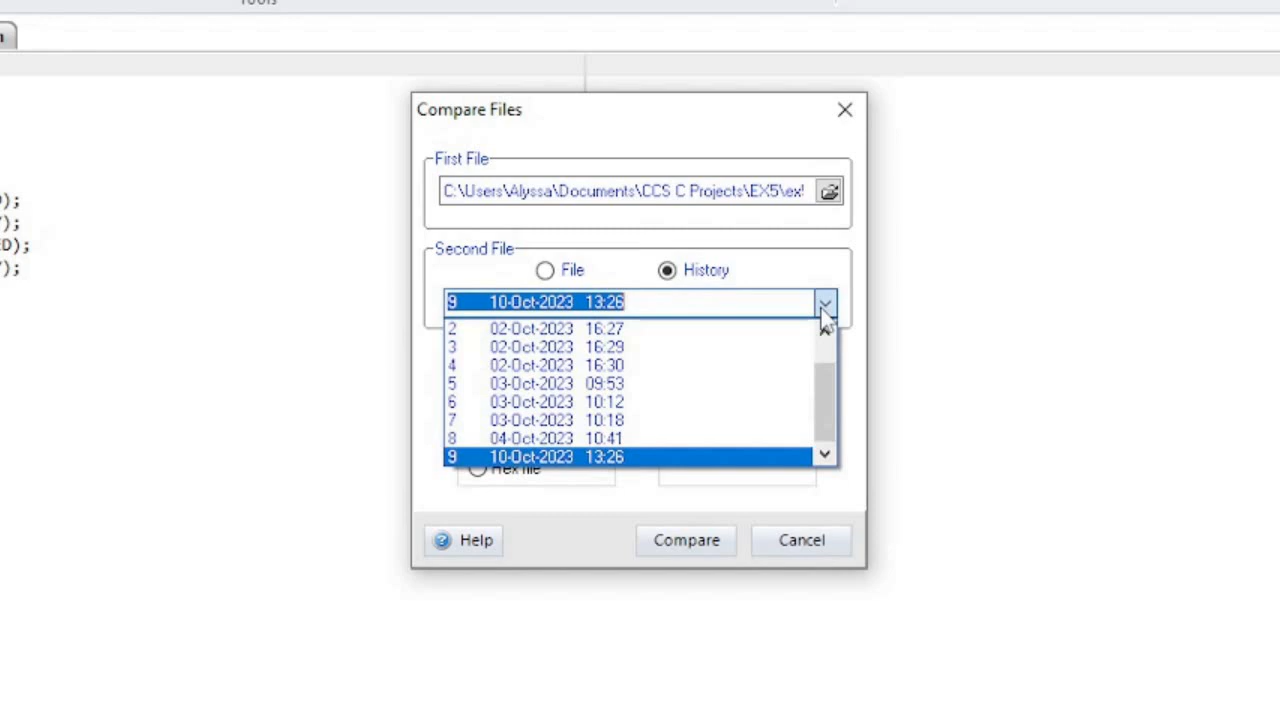 Tools
Compare Files
First File
C:\Users\Alyssa\Documents\CCS C Projects\EX5\ex!
Second File
File
History
9 10-Oct-2023 13:26
2 02-Oct-2023 16:27
3 02-Oct-2023 16:29
4 02-Oct-2023 16:30
5 03-Oct-2023 09:53
6 03-Oct-2023 10:12
7 03-Oct-2023 10:18
8 04-Oct-2023 10:41
9 10-Oct-2023 13:26
Hex file
Help
Compare
Cancel
);
);
D);
);